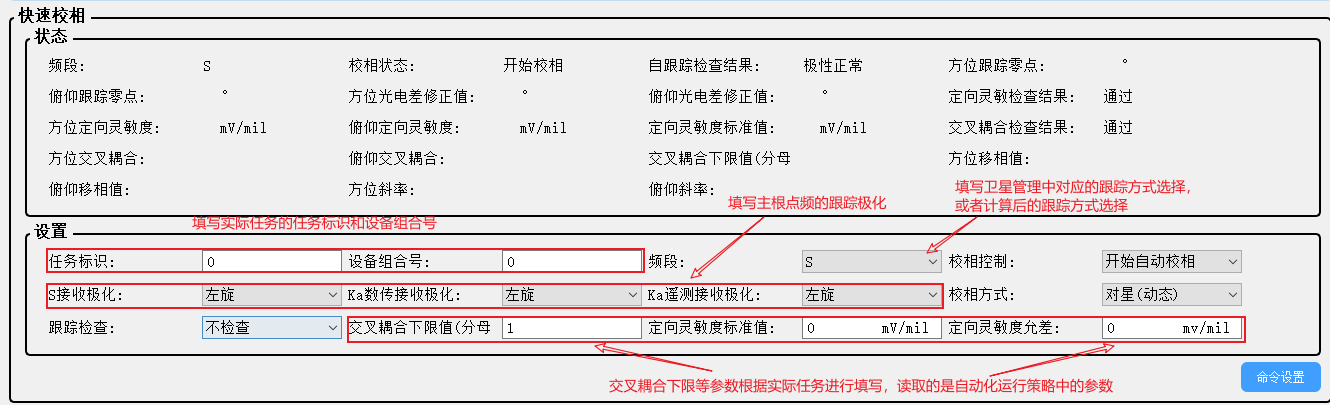 快速校相
状态
频段: S 校相状态: 开始校相 自跟踪检查结果: 极性正常 方位跟踪零点: °
俯仰跟踪零点: ° 方位光电差修正值: ° 俯仰光电差修正值: ° 定向灵敏检查结果: 通过
方位定向灵敏度: mV/mil 俯仰定向灵敏度: mV/mil 定向灵敏度标准值: mV/mil 交叉耦合检查结果: 通过
方位交叉耦合: 俯仰交叉耦合: 交叉耦合下限值(分母 方位移相值:
俯仰移相值: 方位斜率: 俯仰斜率:
填写主根点频的跟踪极化
填写卫星管理中对应的跟踪方式选择，
或者计算后的跟踪方式选择
填写实际任务的任务标识和设备组合号
设置
任务标识: 0 设备组合号: 0 频段: S 校相控制: 开始自动校相
S接收极化: 左旋 Ka数传接收极化: 左旋 Ka遥测接收极化: 左旋 校相方式: 对星(动态)
跟踪检查: 不检查 交叉耦合下限值(分母 1 定向灵敏度标准值: 0 mV/mil 定向灵敏度允差: 0 mv/mil
交叉耦合下限等参数根据实际任务进行填写，读取的是自动化运行策略中的参数
命令设置